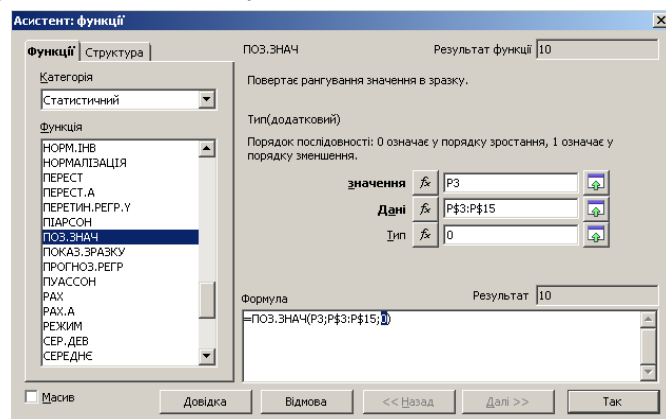 Асистент: функції
Функції Структура
Категорія
Статистичний
Функція
НОРМ.ІНВ
НОРМАЛІЗАЦІЯ
ПЕРЕСТ
ПЕРЕСТ.А
ПЕРЕТИН.РЕГР.Y
ПІАРСОН
ПОЗ.ЗНАЧ
ПОКАЗ.ЗРАЗКУ
ПРОГНОЗ.РЕГР
ПУАССОН
РАХ
РАХ.А
РЕЖИМ
СЕР.ДЕВ
СЕРЕДНЄ
ПОЗ.ЗНАЧ Результат функції 10
Повертає рангування значення в зразку.
Тип(додатковий)
Порядок послідовності: 0 означає у порядку зростання, 1 означає у
порядку зменшення.
значення fx P3
Дані fx P$3:P$15
Тип fx 0
Формула Результат 10
=ПОЗ.ЗНАЧ(P3;P$3:P$15;0)
Масив Довідка Відмова << Назад Далі >> Так